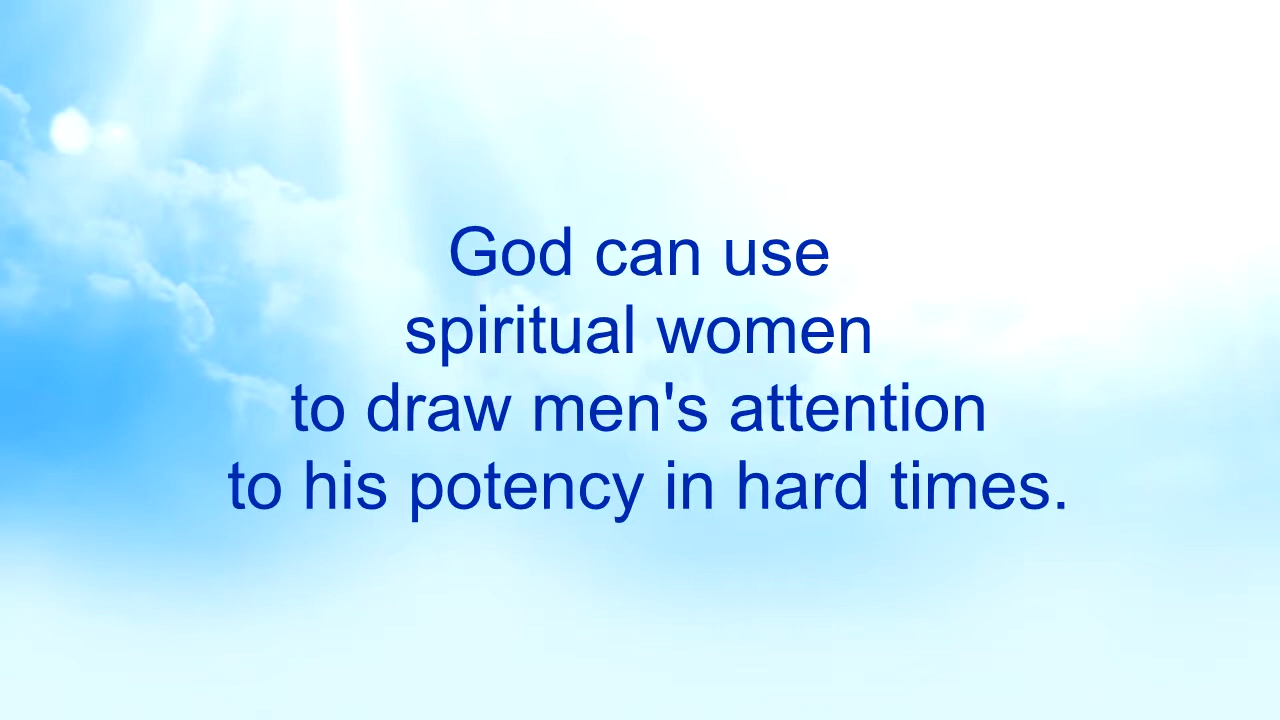 God can use
spiritual women
to draw men's attention
to his potency in hard times.